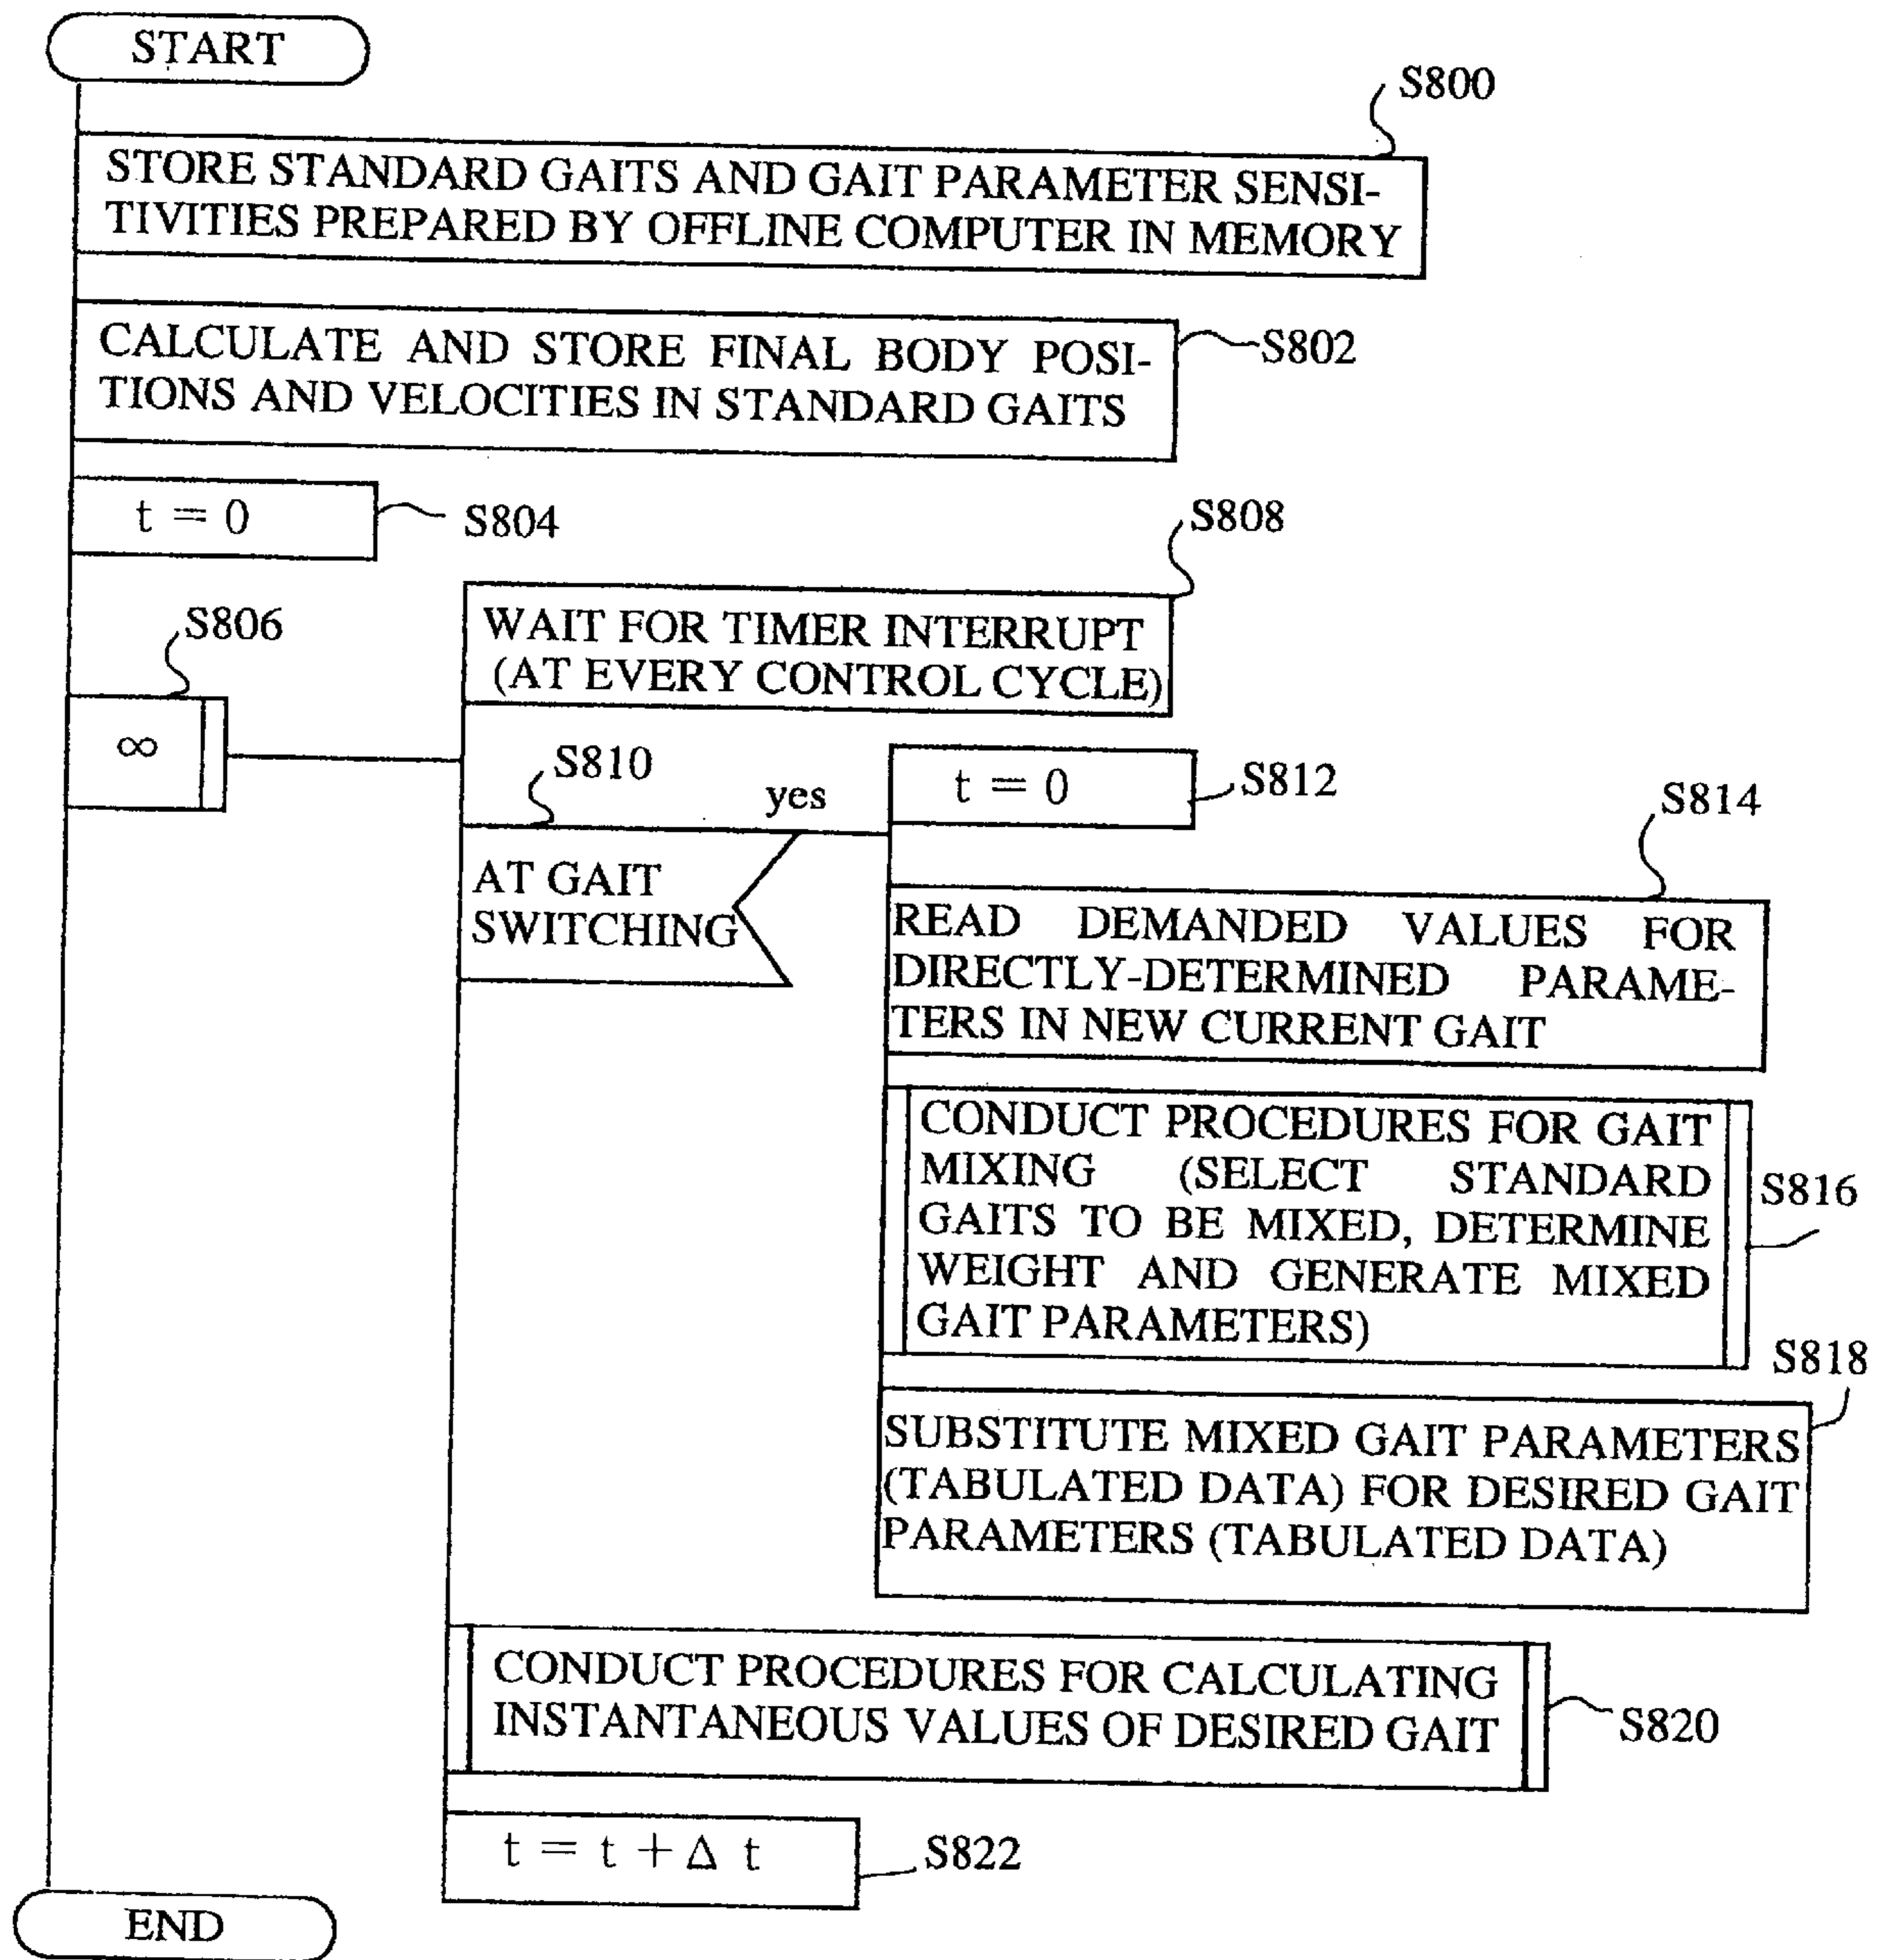 START
S800
STORE STANDARD GAITS AND GAIT PARAMETER SENSI-
TIVITIES PREPARED BY OFFLINE COMPUTER IN MEMORY
CALCULATE AND STORE FINAL BODY POSI-
TIONS AND VELOCITIES IN STANDARD GAITS
S802
t = 0
S804
S808
WAIT FOR TIMER INTERRUPT
(AT EVERY CONTROL CYCLE)
S806
∞
S810
yes
AT GAIT
SWITCHING
t = 0
S812
S814
READ DEMANDED VALUES FOR
DIRECTLY-DETERMINED PARAME-
TERS IN NEW CURRENT GAIT
CONDUCT PROCEDURES FOR GAIT
MIXING (SELECT STANDARD
GAITS TO BE MIXED, DETERMINE
WEIGHT AND GENERATE MIXED
GAIT PARAMETERS)
S816
S818
SUBSTITUTE MIXED GAIT PARAMETERS
(TABULATED DATA) FOR DESIRED GAIT
PARAMETERS (TABULATED DATA)
CONDUCT PROCEDURES FOR CALCULATING
INSTANTANEOUS VALUES OF DESIRED GAIT
S820
t = t + Δ t
S822
END